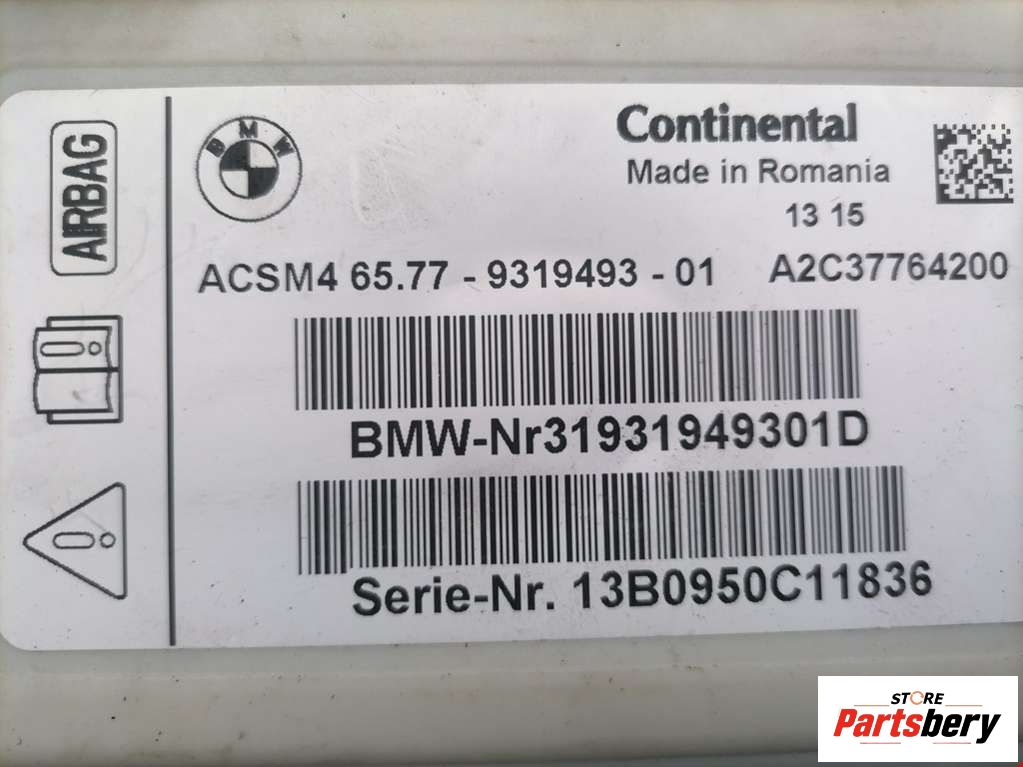 AIRBAG
BMW
Continental
Made in Romania
13 15
ACSM4 65.77 - 9319493 - 01 A2C37764200
BMW-Nr31931949301D
Serie-Nr. 13B0950C11836
STORE
Partsbery